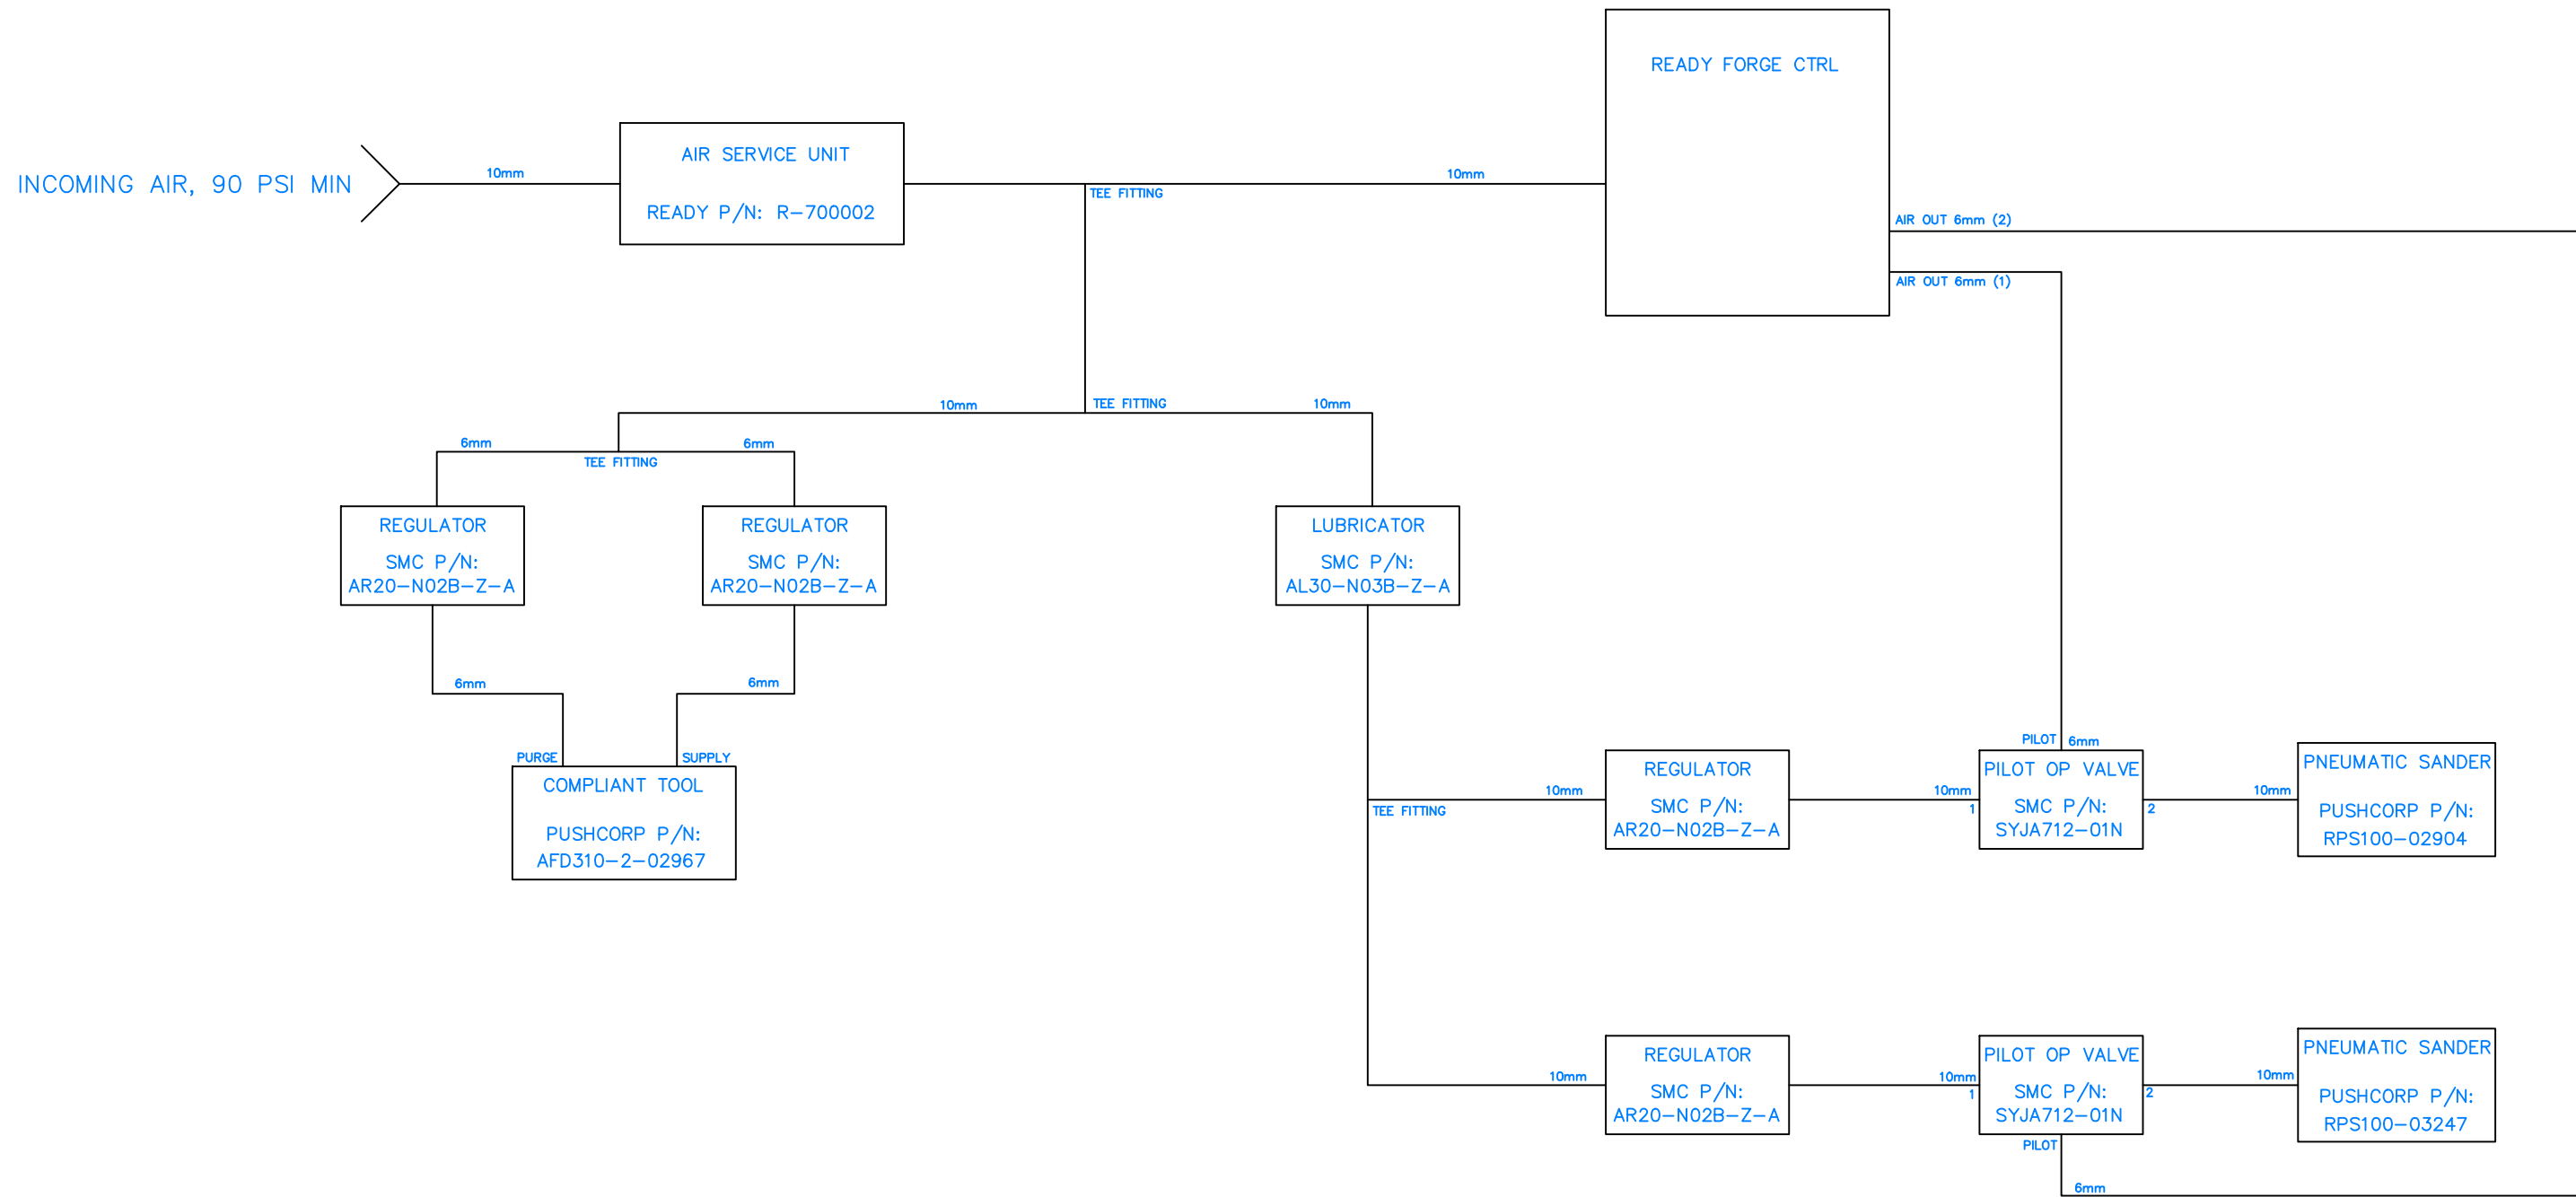 READY FORGE CTRL
INCOMING AIR, 90 PSI MIN
10mm
AIR SERVICE UNIT
READY P/N: R-700002
TEE FITTING
10mm
AIR OUT 6mm (2)
AIR OUT 6mm (1)
10mm
TEE FITTING
10mm
6mm
6mm
TEE FITTING
REGULATOR
SMC P/N:
AR20-N02B-Z-A
REGULATOR
SMC P/N:
AR20-N02B-Z-A
LUBRICATOR
SMC P/N:
AL30-N03B-Z-A
6mm
6mm
PURGE
SUPPLY
COMPLIANT TOOL
PUSHCORP P/N:
AFD310-2-02967
TEE FITTING
10mm
REGULATOR
SMC P/N:
AR20-N02B-Z-A
10mm
1
PILOT
6mm
PILOT OP VALVE
SMC P/N:
SYJA712-01N
2
10mm
PNEUMATIC SANDER
PUSHCORP P/N:
RPS100-02904
10mm
REGULATOR
SMC P/N:
AR20-N02B-Z-A
10mm
1
PILOT OP VALVE
SMC P/N:
SYJA712-01N
2
10mm
PNEUMATIC SANDER
PUSHCORP P/N:
RPS100-03247
PILOT
6mm